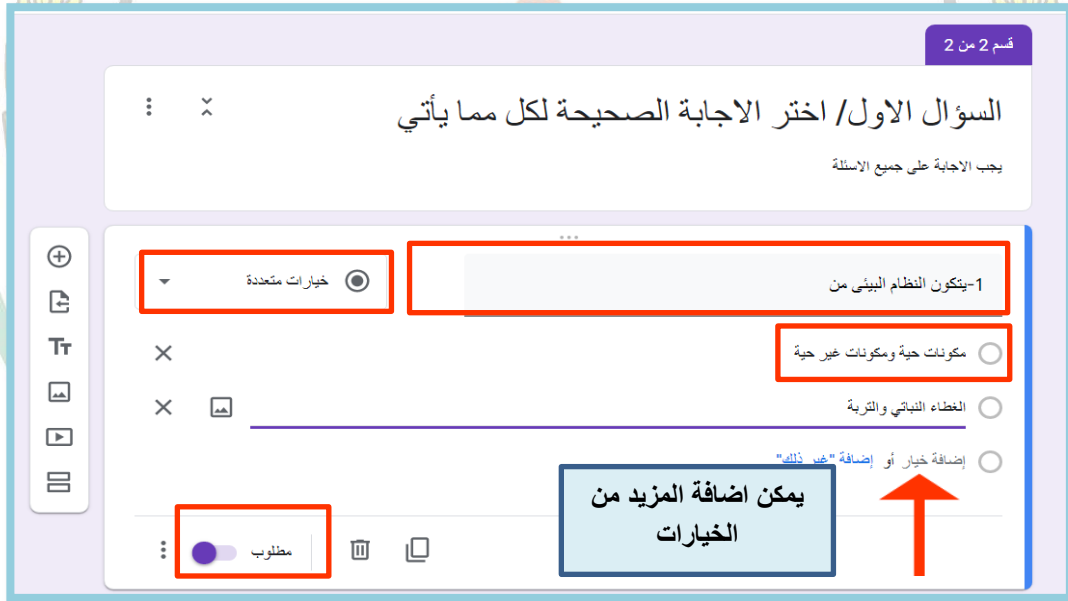 قسم 2 من 2
السؤال الاول/ اختر الاجابة الصحيحة لكل مما يأتي
يجب الاجابة على جميع الاسئلة
1-يتكون النظام البيئي من
خيارات متعددة
مكونات حية ومكونات غير حية
الغطاء النباتي والتربة
إضافة خيار أو إضافة "غير ذلك"
يمكن اضافة المزيد من
الخيارات
مطلوب
Tт